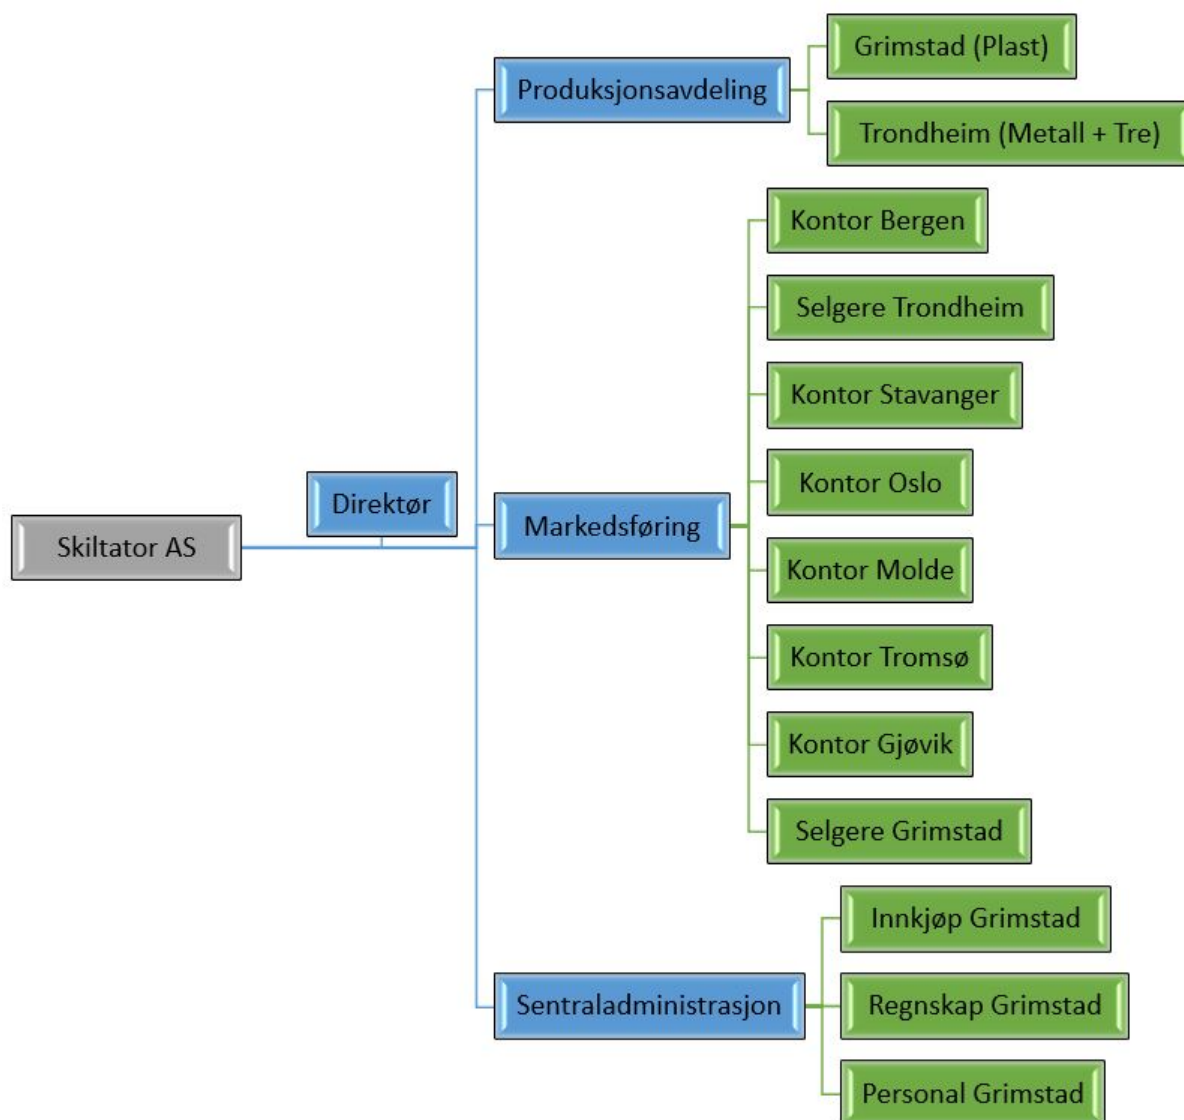 Skiltator AS
Direktør
Produksjonsavdeling
Grimstad (Plast)
Trondheim (Metall + Tre)
Markedsføring
Kontor Bergen
Selgere Trondheim
Kontor Stavanger
Kontor Oslo
Kontor Molde
Kontor Tromsø
Kontor Gjøvik
Selgere Grimstad
Sentraladministrasjon
Innkjøp Grimstad
Regnskap Grimstad
Personal Grimstad